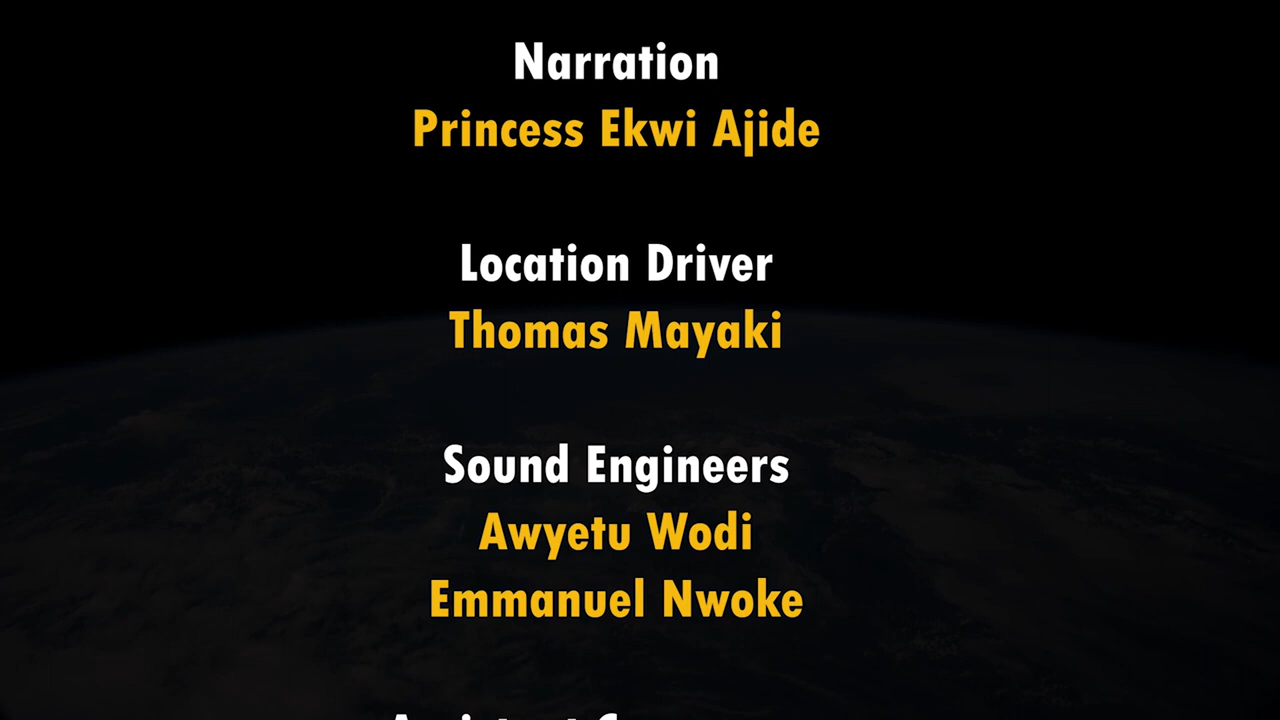 Narration
Princess Ekwi Ajide
Location Driver
Thomas Mayaki
Sound Engineers
Awyetu Wodi
Emmanuel Nwoke